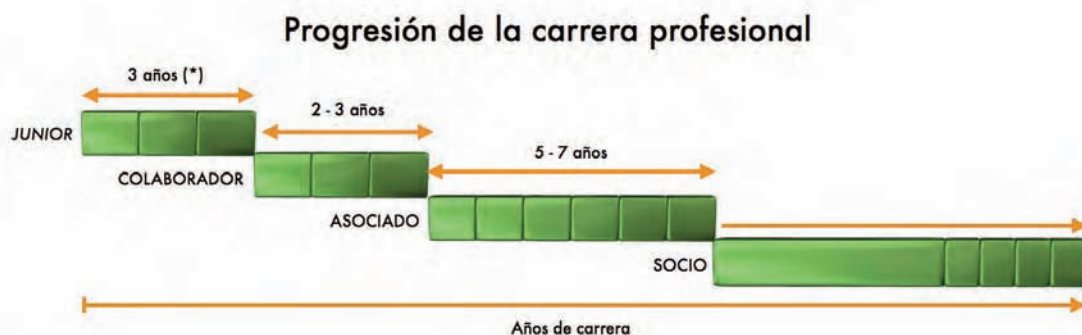 Progresión de la carrera profesional
3 años (*)
JUNIOR
2 - 3 años
COLABORADOR
5 - 7 años
ASOCIADO
SOCIO
Años de carrera